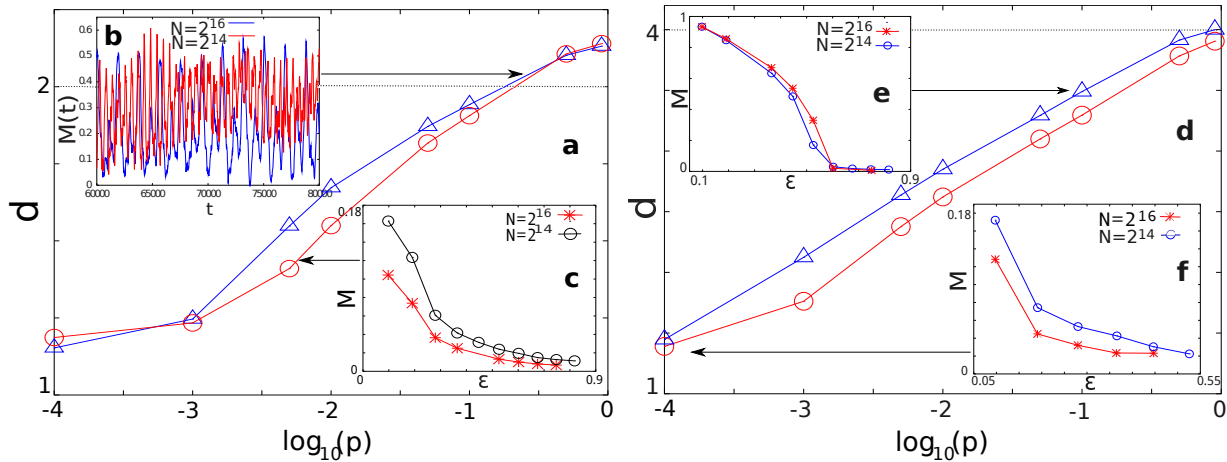 b
N=2^16
N=2^14
0.6
0.5
0.4
0.3
0.2
0.1
0
M(t)
60000 65000 70000 75000 80000
t
2
1
d
a
0.18
N=2^16
N=2^14
c
M
0
ε
0.9
-4 -3 -2 -1 0
log10(p)
4
1
d
1
N=2^16
N=2^14
e
M
0
0.1
ε
0.9
d
0.18
N=2^16
N=2^14
f
M
0
0.05
ε
0.55
-4 -3 -2 -1 0
log10(p)